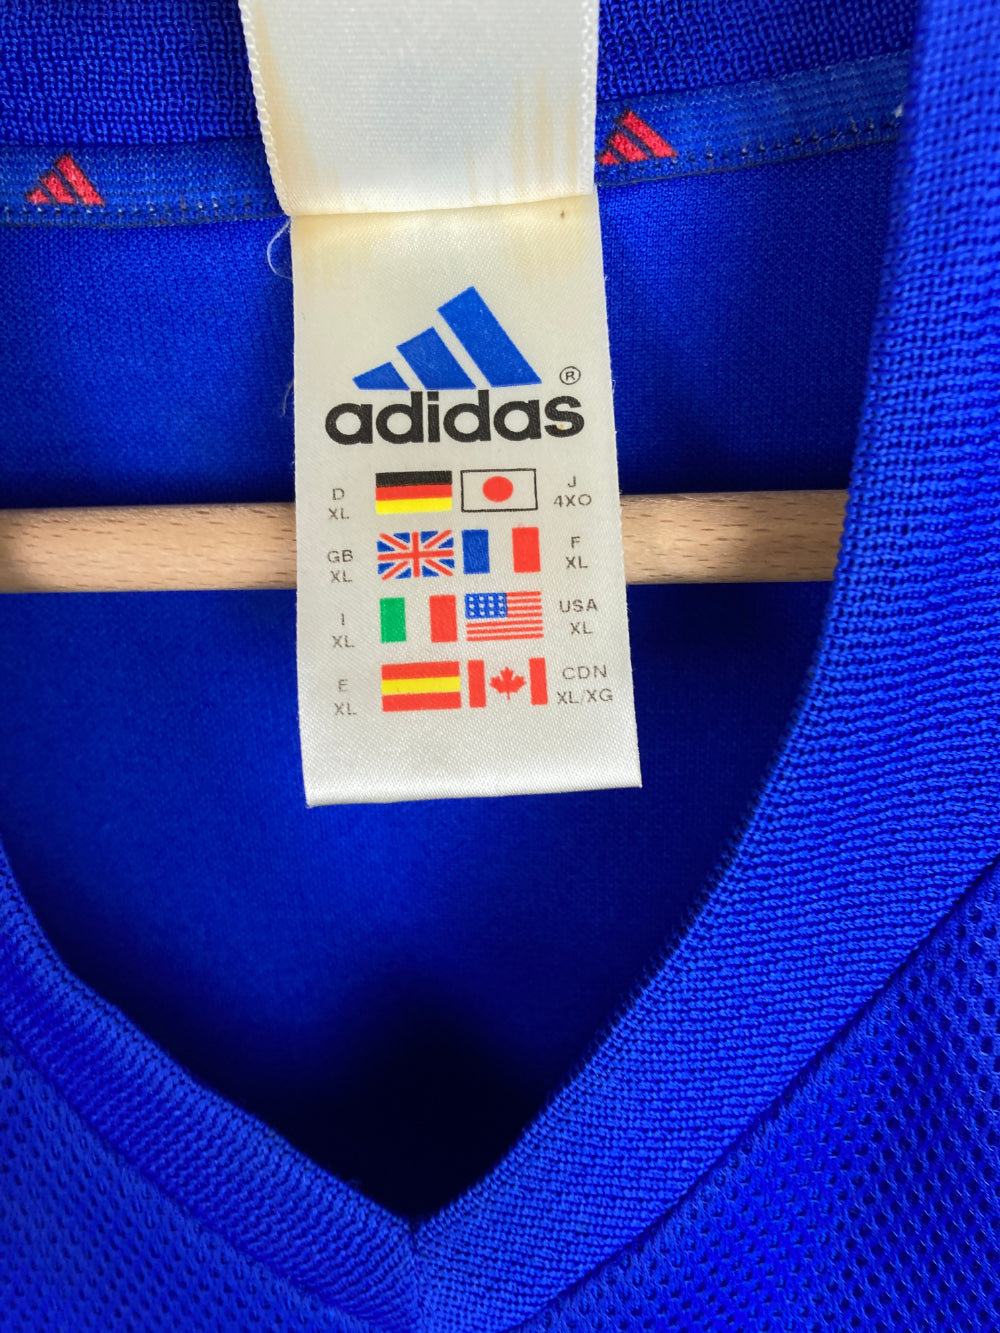 adidas ®
D J
XL 4XO
GB F
XL XL
I USA
XL XL
E CDN
XL XL/XG